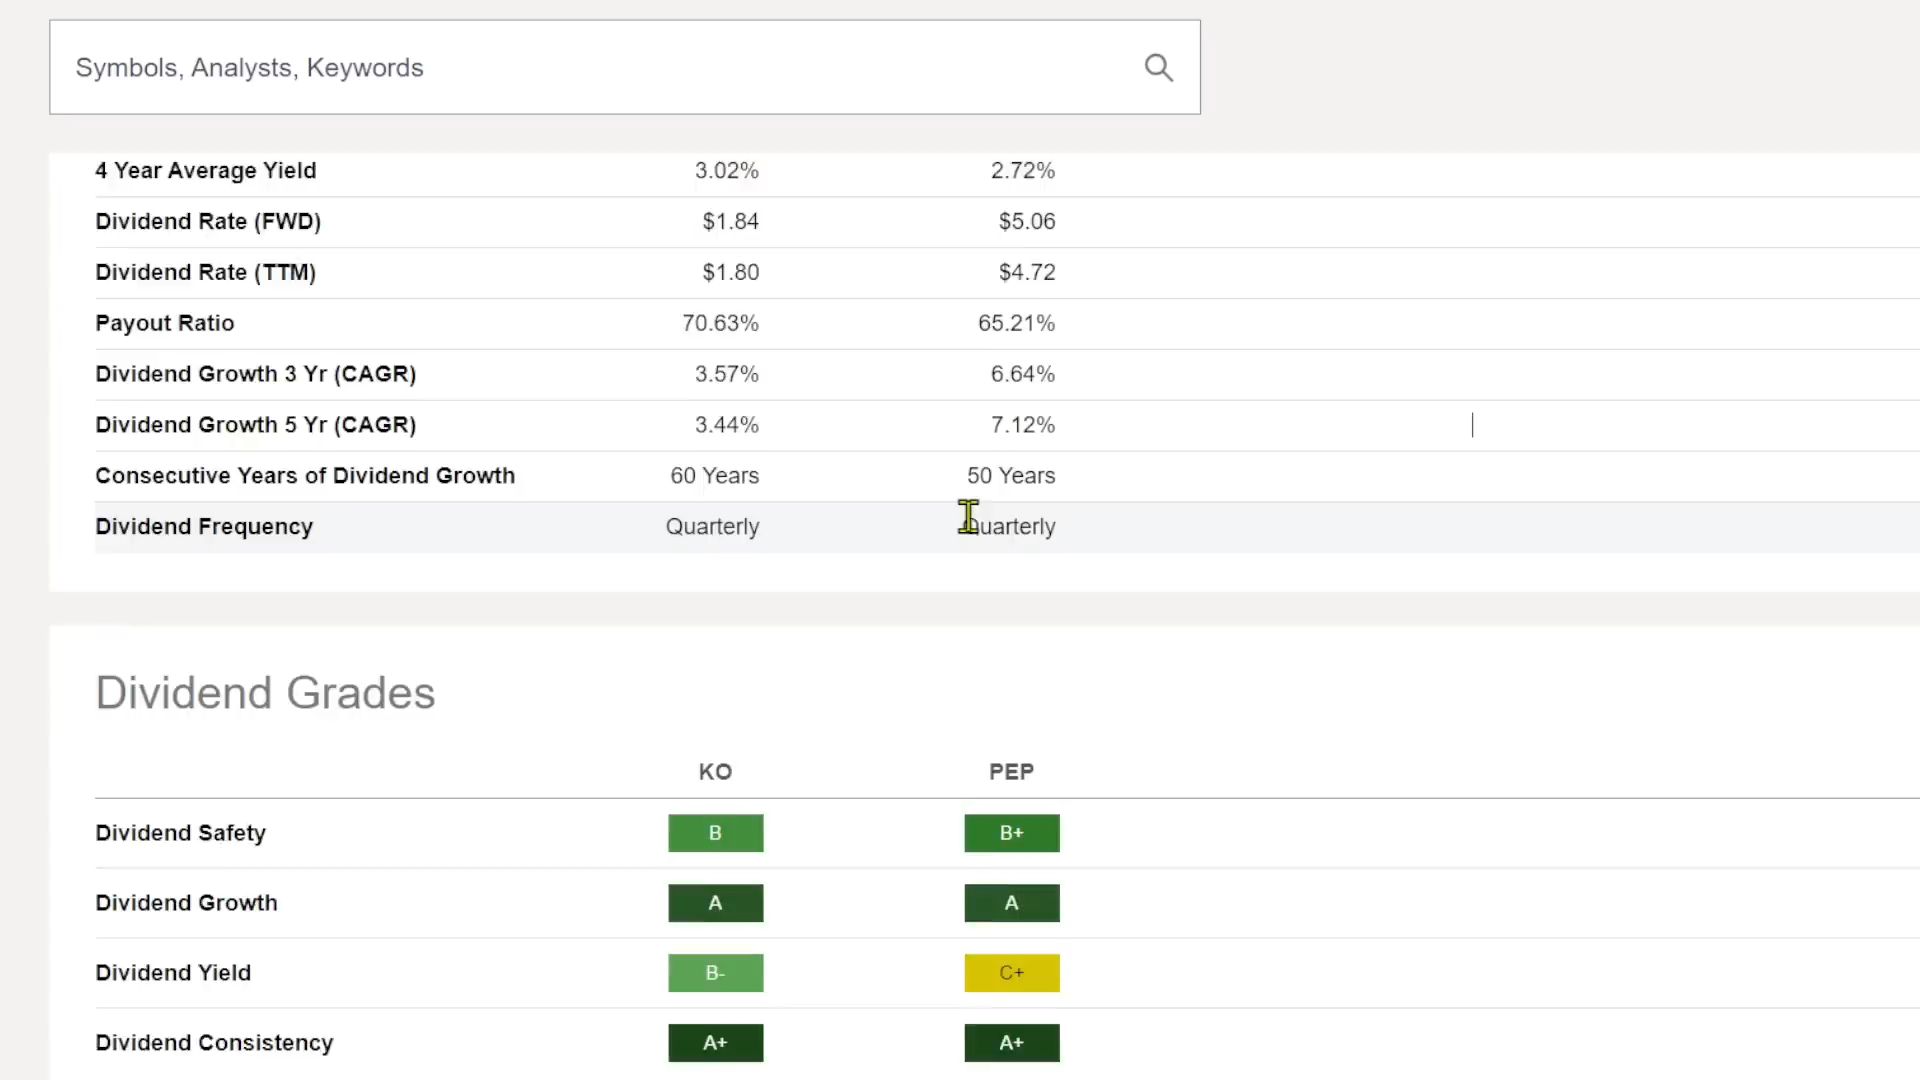 Symbols, Analysts, Keywords
4 Year Average Yield 3.02% 2.72%
Dividend Rate (FWD) $1.84 $5.06
Dividend Rate (TTM) $1.80 $4.72
Payout Ratio 70.63% 65.21%
Dividend Growth 3 Yr (CAGR) 3.57% 6.64%
Dividend Growth 5 Yr (CAGR) 3.44% 7.12%
Consecutive Years of Dividend Growth 60 Years 50 Years
Dividend Frequency Quarterly Quarterly
Dividend Grades
KO PEP
Dividend Safety B B+
Dividend Growth A A
Dividend Yield B- C+
Dividend Consistency A+ A+